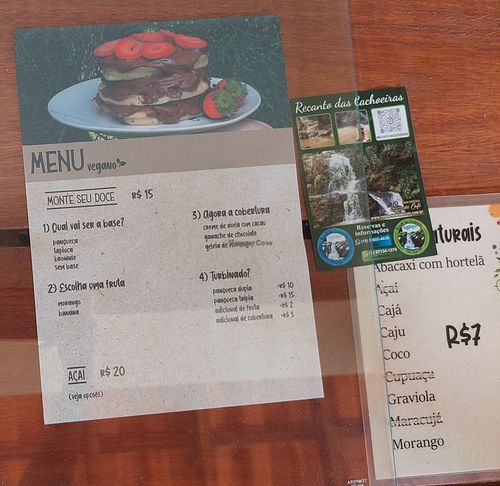 MENU vegano
MONTE SEU DOCE R$ 15
1) Qual vai ser a base?
panqueca
tapioca
brownie
sem base
2) Escolha uma fruta
morango
banana
3) Agora a cobertura
creme de aveia com cacau
ganache de chocolate
geleia de
4) Turbinado?
panqueca dupla -R$ 10
panqueca tripla -R$ 15
adicional de fruta -R$ 2
adicional de cobertura -R$ 3
AÇAÍ R$ 20
(veja opções)
Recanto das Cachoeiras
Reservas e
informações
turais
Abacaxi com hortelã
Açaí
Cajá
Caju
Coco
Cupuaçu
Graviola
Maracujá
Morango
R$7